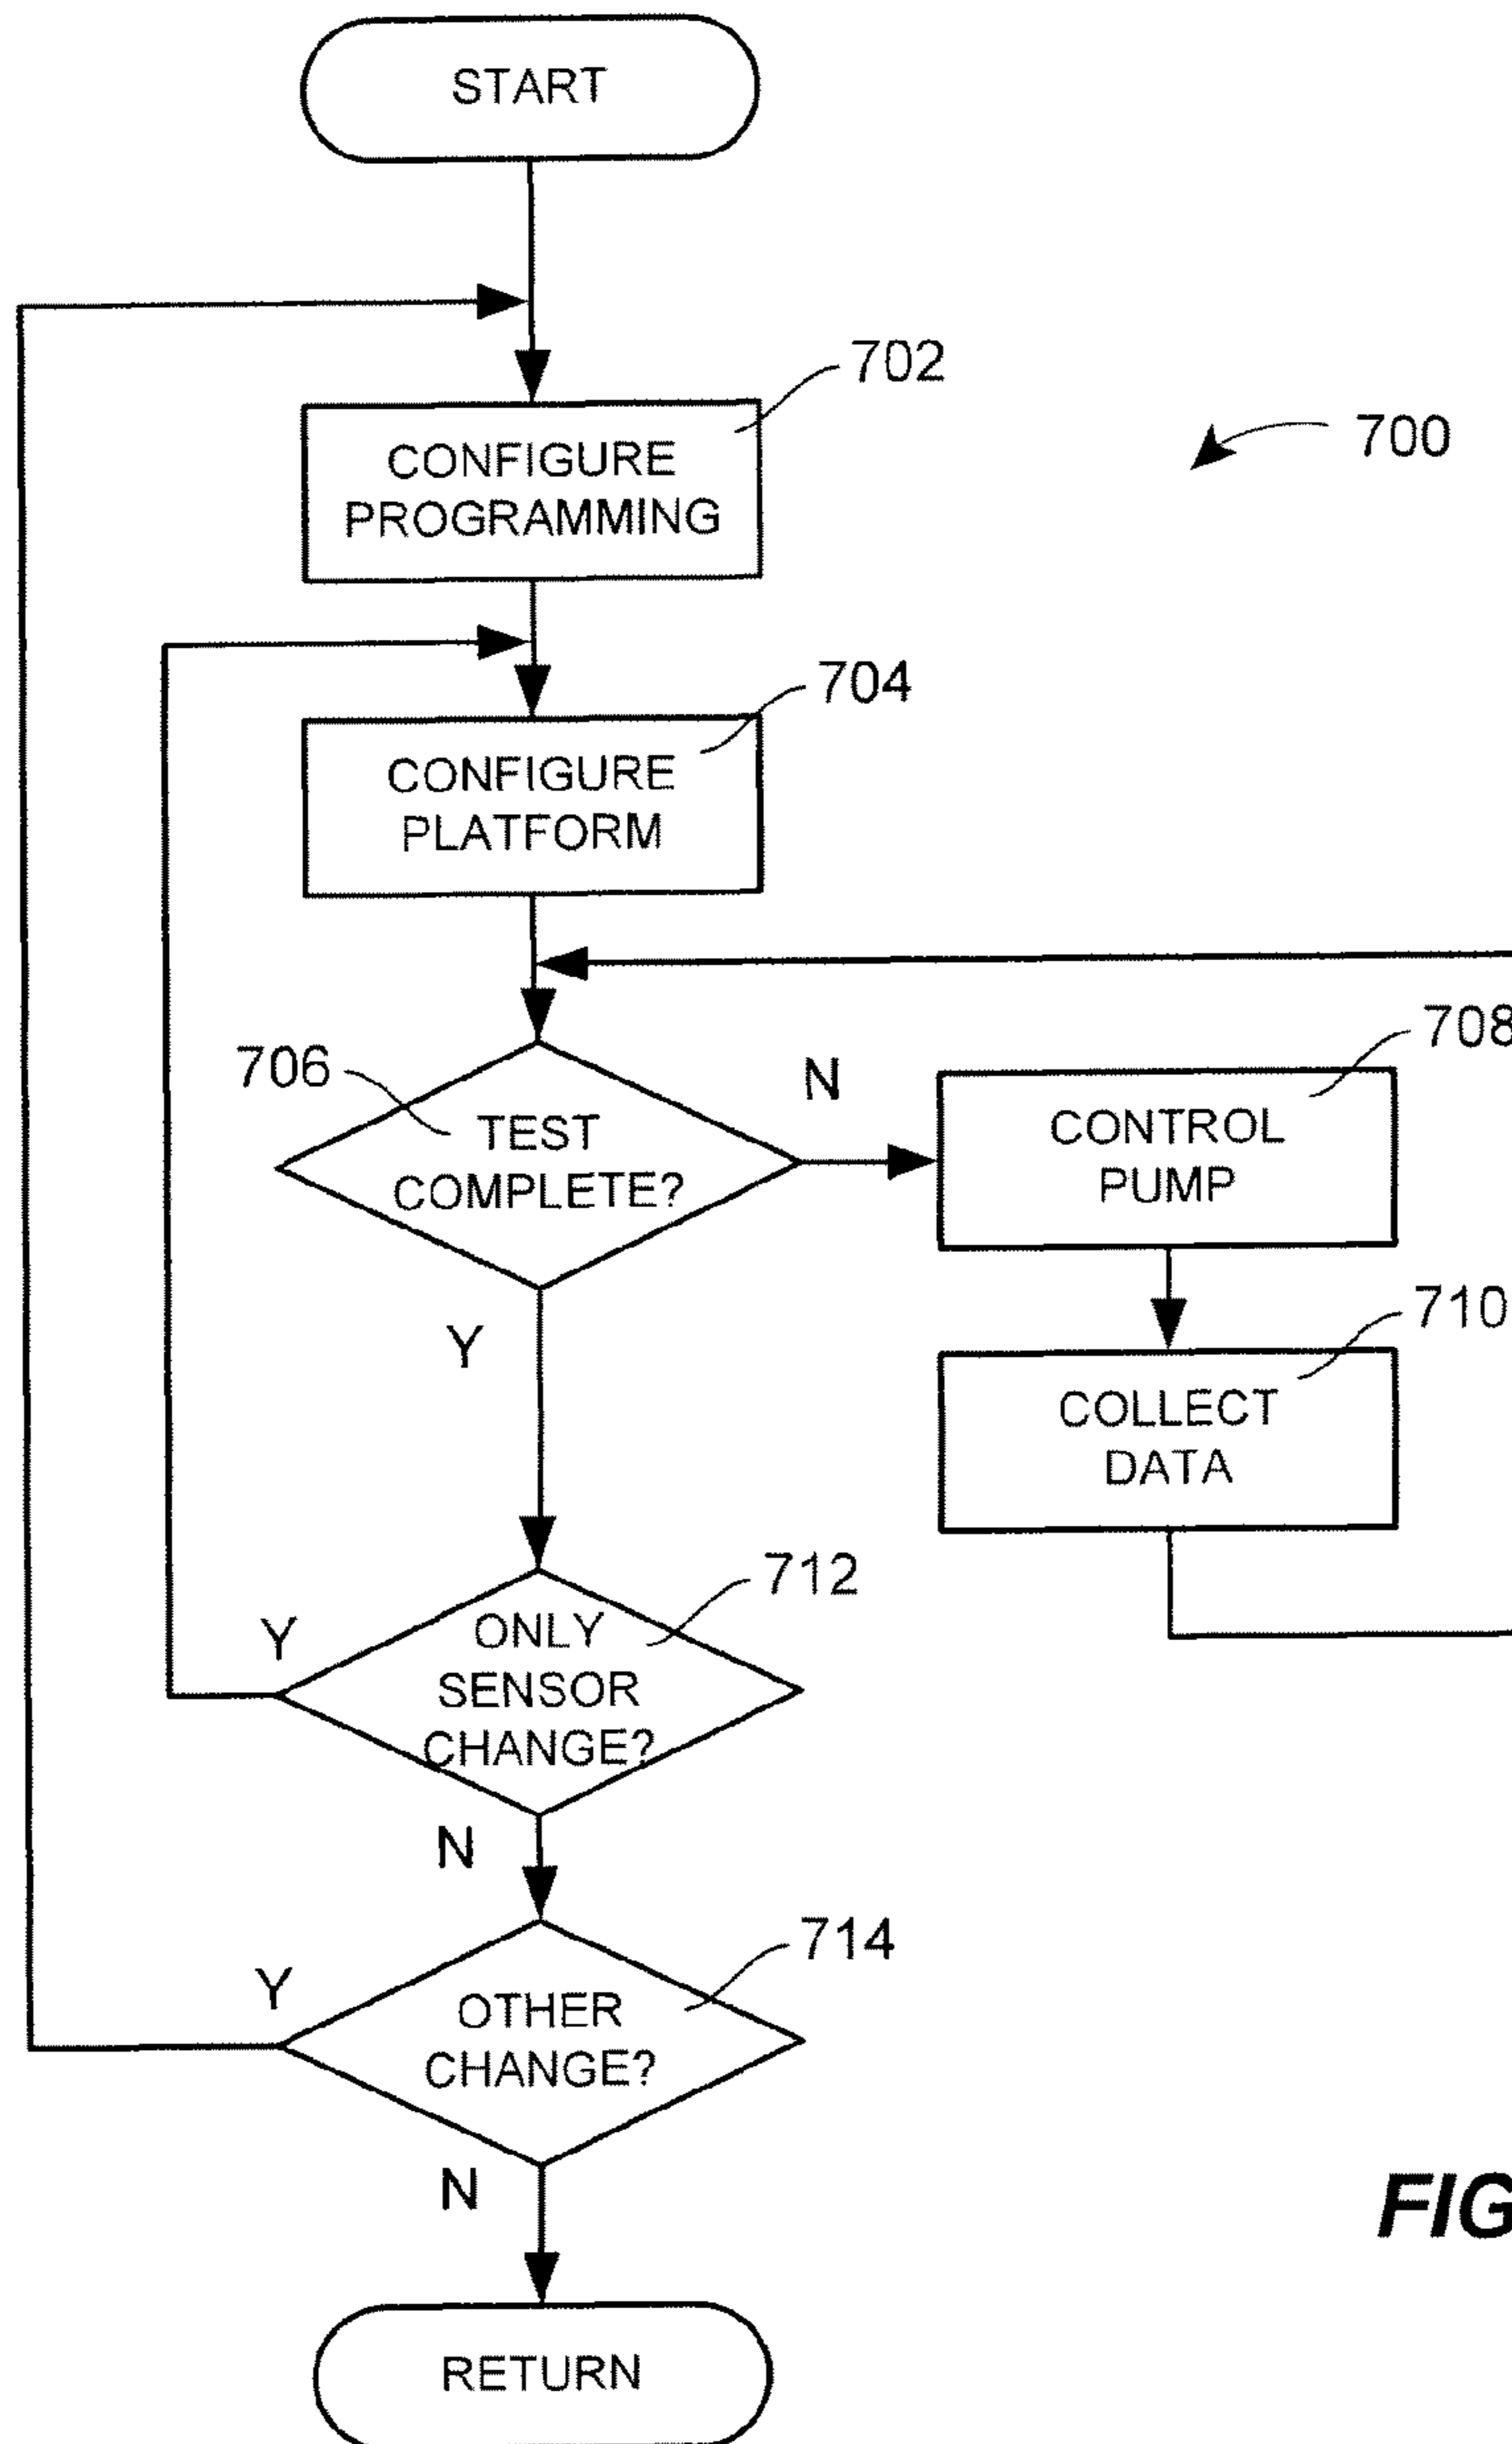 START
702
700
CONFIGURE
PROGRAMMING
704
CONFIGURE
PLATFORM
706
TEST
COMPLETE?
N
708
CONTROL
PUMP
Y
710
COLLECT
DATA
712
ONLY
SENSOR
CHANGE?
Y
N
714
OTHER
CHANGE?
Y
N
FIG
RETURN